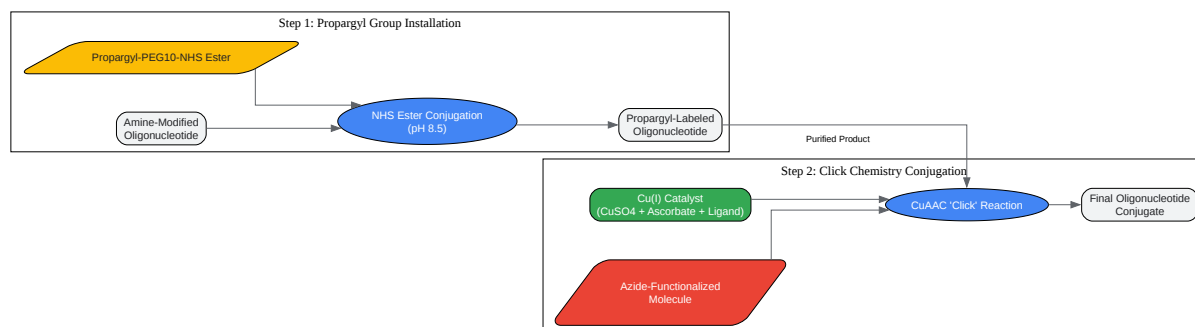 Step 1: Propargyl Group Installation
Propargyl-PEG10-NHS Ester
Amine-Modified
Oligonucleotide
NHS Ester Conjugation
(pH 8.5)
Propargyl-Labeled
Oligonucleotide
Purified Product
Step 2: Click Chemistry Conjugation
Cu(I) Catalyst
(CuSO4 + Ascorbate + Ligand)
CuAAC 'Click' Reaction
Final Oligonucleotide
Conjugate
Azide-Functionalized
Molecule